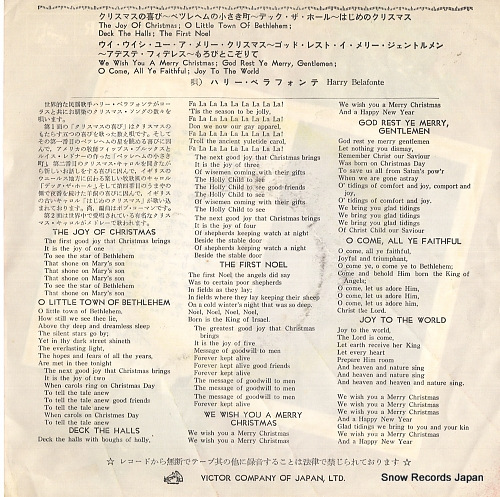 クリスマスの喜び〜ベツレヘムの小さき町〜デック・ザ・ホール〜はじめのクリスマス
The Joy Of Christmas; O Little Town Of Bethlehem;
Deck The Halls; The First Noel
ウイ・ウイシ・ユー・ア・メリー・クリスマス〜ゴッド・レスト・イ・メリー・ジェントルメン
〜アデステ・フィデレス〜もろびとこぞりて
We Wish You A Merry Christmas; God Rest Ye Merry, Gentlemen;
O Come, All Ye Faithful; Joy To The World
唄) ハリー・ベラフォンテ Harry Belafonte
THE JOY OF CHRISTMAS
The first good joy that Christmas brings
It is the joy of one
To see the star of Bethlehem
That shone on Mary's son
That shone on Mary's son
To see the star of Bethlehem
That shone on Mary's son
O LITTLE TOWN OF BETHLEHEM
O little town of Bethlehem,
How still we see thee lie,
Above thy deep and dreamless sleep
The silent stars go by;
Yet in thy dark street shineth
The everlasting light,
The hopes and fears of all the years,
Are met in thee tonight
The next good joy that Christmas brings
It is the joy of two
When carols ring on Christmas Day
To tell the tale anew
To tell the tale anew good friends
To tell the tale anew
When carols on Christmas Day
To tell the tale anew
DECK THE HALLS
Deck the halls with boughs of holly,
Fa La La La La La La La La!
'Tis the season to be jolly,
Fa La La La La La La La La!
Don we now our gay apparel,
Fa La La La La La La La La!
Troll the ancient yuletide carol,
Fa La La La La La La La La!
The next good joy that Christmas brings
It is the joy of three
Of wisemen coming with their gifts
The Holly Child to see
The Holly Child to see good friends
The Holly Child to see
Of wisemen coming with their gifts
The Holly Child to see
The next good joy that Christmas brings
It is the joy of four
Of shepherds keeping watch at night
Beside the stable door
Of shepherds keeping watch at night
Beside the stable door
THE FIRST NOEL
The first Noel the angels did say
Was to certain poor shepherds
In fields as they lay,
In fields where they lay keeping their sheep
On a cold winter's night that was so deep.
Noel, Noel, Noel, Noel,
Born is the King of Israel.
The greatest good joy that Christmas
brings
It is the joy of five
Message of goodwill to men
Forever kept alive
Forever kept alive good friends
Forever kept alive
Forever kept alive
The message of goodwill to men
The message of goodwill to men
The message of goodwill to men
WE WISH YOU A MERRY
CHRISTMAS
We wish you a merry Christmas
We wish you a merry Christmas
We wish you a merry Christmas
And a Happy New Year
GOD REST YE MERRY,
GENTLEMEN
God rest ye merry gentlemen
Let nothing you dismay,
Remember Christ our Saviour
Was born on Christmas Day
To save us all from Satan's pow'r
When we are gone astray
O' tidings of comfort and joy, comport and
joy,
O' tidings of comfort and joy.
We bring you glad tidings
We bring you glad tidings
We bring you glad tidings
Of Christ Child our Saviour
O COME, ALL YE FAITHFUL
O come, all ye faithful,
Joyful and triumphant,
O come ye, o come ye to Bethlehem;
Come and behold Him born the King of
Angels;
O come, let us adore Him,
O come, let us adore Him,
O come, let us adore Him,
Christ the Lord.
JOY TO THE WORLD
Joy to the world,
The Lord is come.
Let earth receive her King
Let every heart
Prepare Him room
And heaven and nature sing
And heaven and nature sing
And heaven and nature sing.
We wish you a Merry Christmas
We wish you a Merry Christmas
We wish you a Merry Christmas
And a Happy New Year
Glad tidings we bring to you and your kin
We wish you a Merry Christmas
And a Happy New Year
We wish you a Merry Christmas
We wish you a Merry Christmas
We wish you a Merry Christmas
And a Happy New Year
☆ レコードから無断でテープ其の他に録音することは法律で禁じられております ☆
VICTOR COMPANY OF JAPAN, LTD.
Snow Records Japan